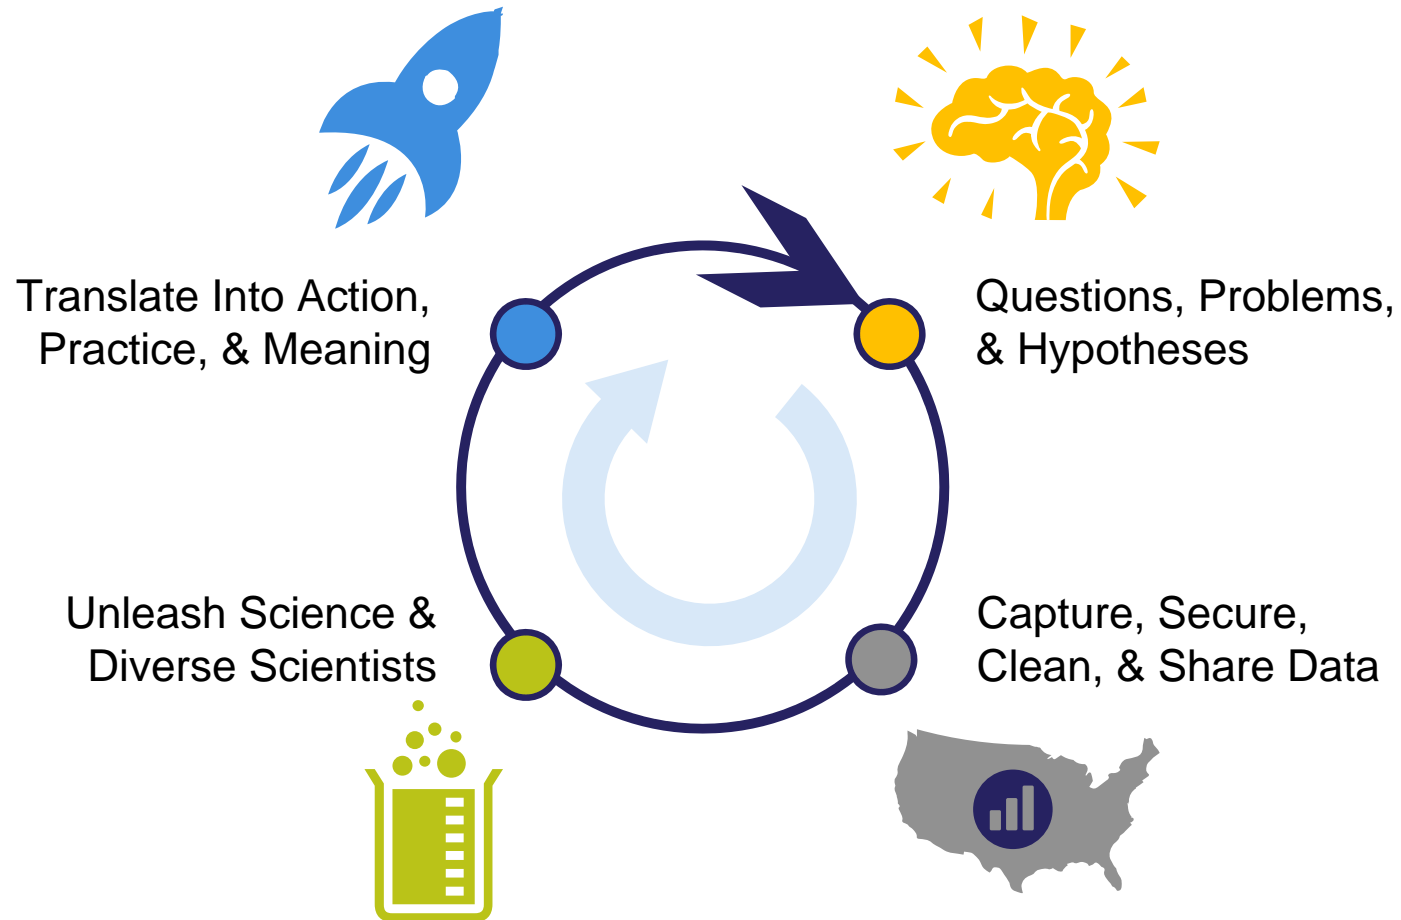 Translate Into Action,
Practice, & Meaning
Questions, Problems,
& Hypotheses
Unleash Science &
Diverse Scientists
Capture, Secure,
Clean, & Share Data